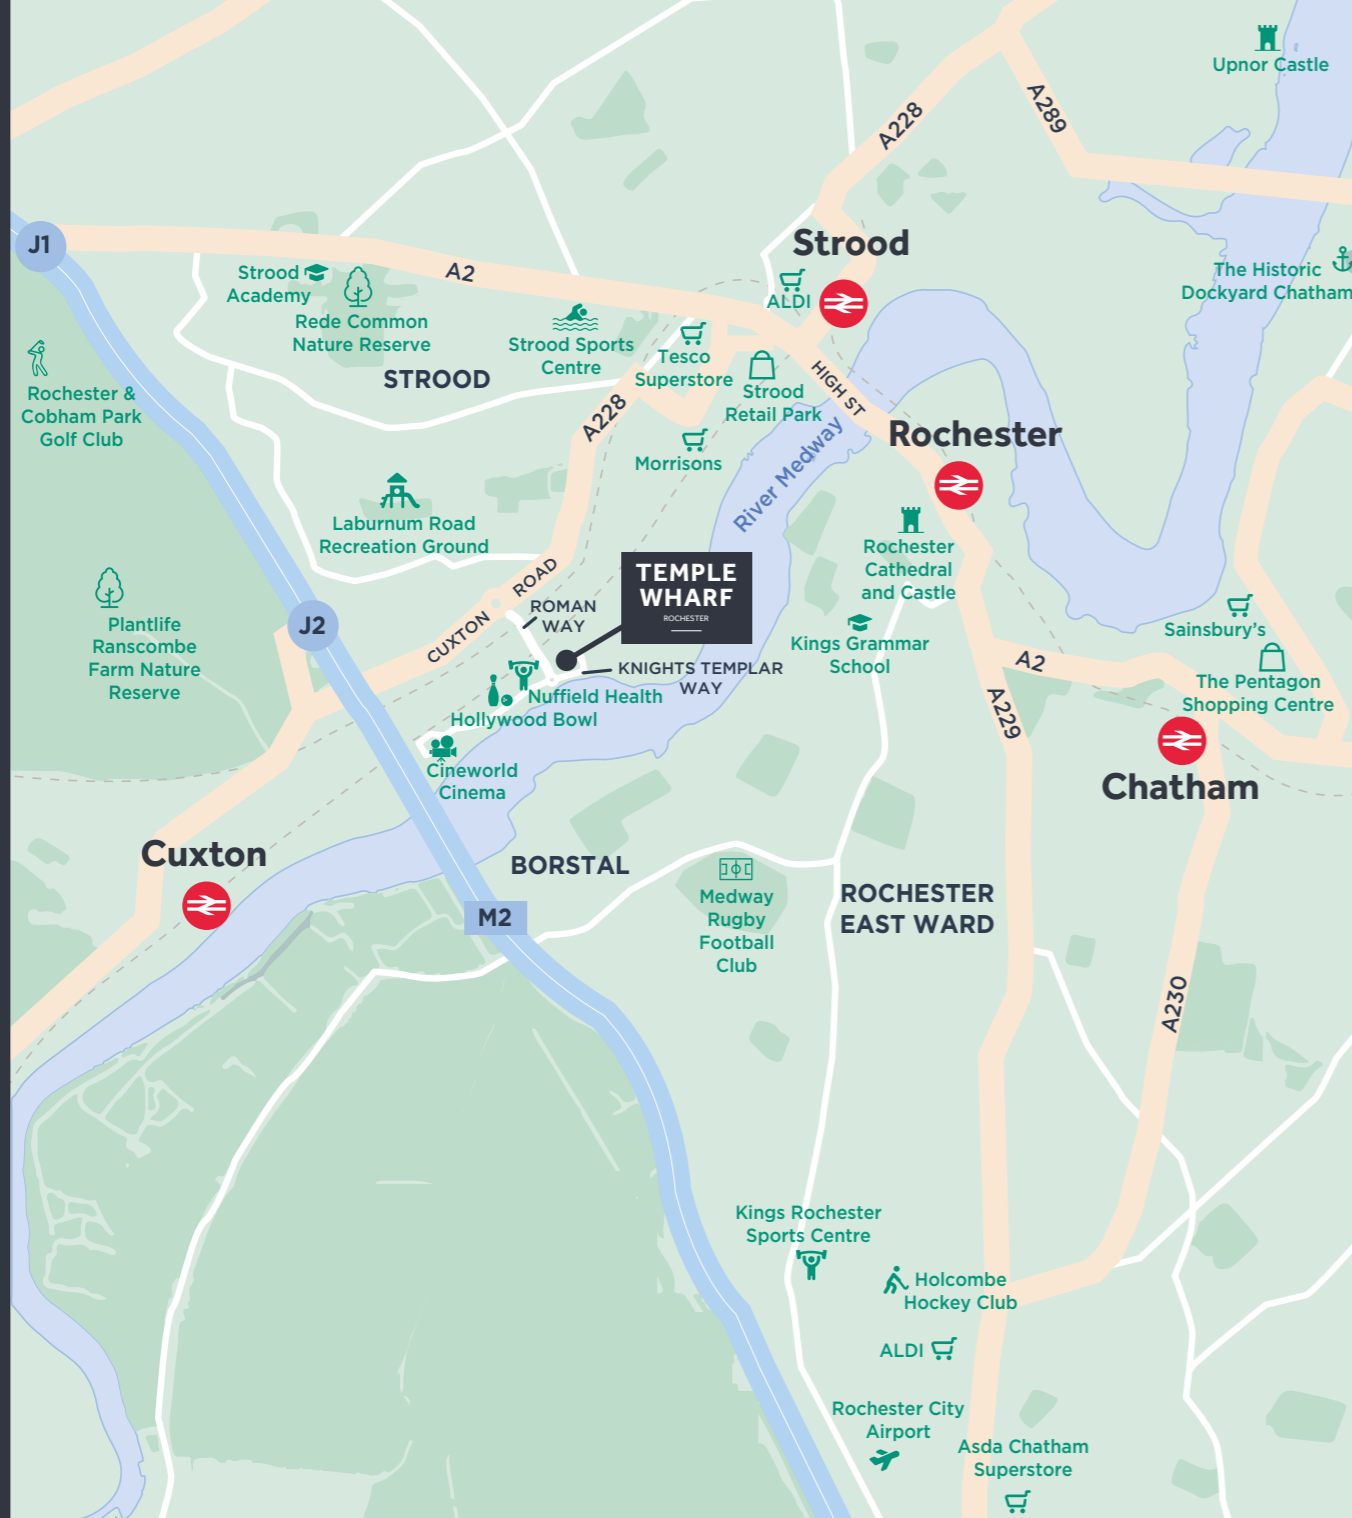 Upnor Castle
A228
A289
J1
Strood
A2
Strood
Academy
The Historic
Dockyard Chatham
ALDI
Rede Common
Nature Reserve
Strood Sports
Centre
Tesco
Superstore
STROOD
HIGH ST
Strood
Retail Park
Rochester &
Cobham Park
Golf Club
A228
Rochester
Morrisons
River Medway
Laburnum Road
Recreation Ground
Rochester
Cathedral
and Castle
TEMPLE
WHARF
ROCHESTER
CUXTON ROAD
ROMAN
WAY
J2
Plantlife
Ranscombe
Farm Nature
Reserve
Kings Grammar
School
Sainsbury's
A2
KNIGHTS TEMPLAR
WAY
The Pentagon
Shopping Centre
Nuffield Health
Hollywood Bowl
A229
Cineworld
Cinema
Chatham
Cuxton
BORSTAL
M2
Medway
Rugby
Football
Club
ROCHESTER
EAST WARD
A230
Kings Rochester
Sports Centre
Holcombe
Hockey Club
ALDI
Rochester City
Airport
Asda Chatham
Superstore